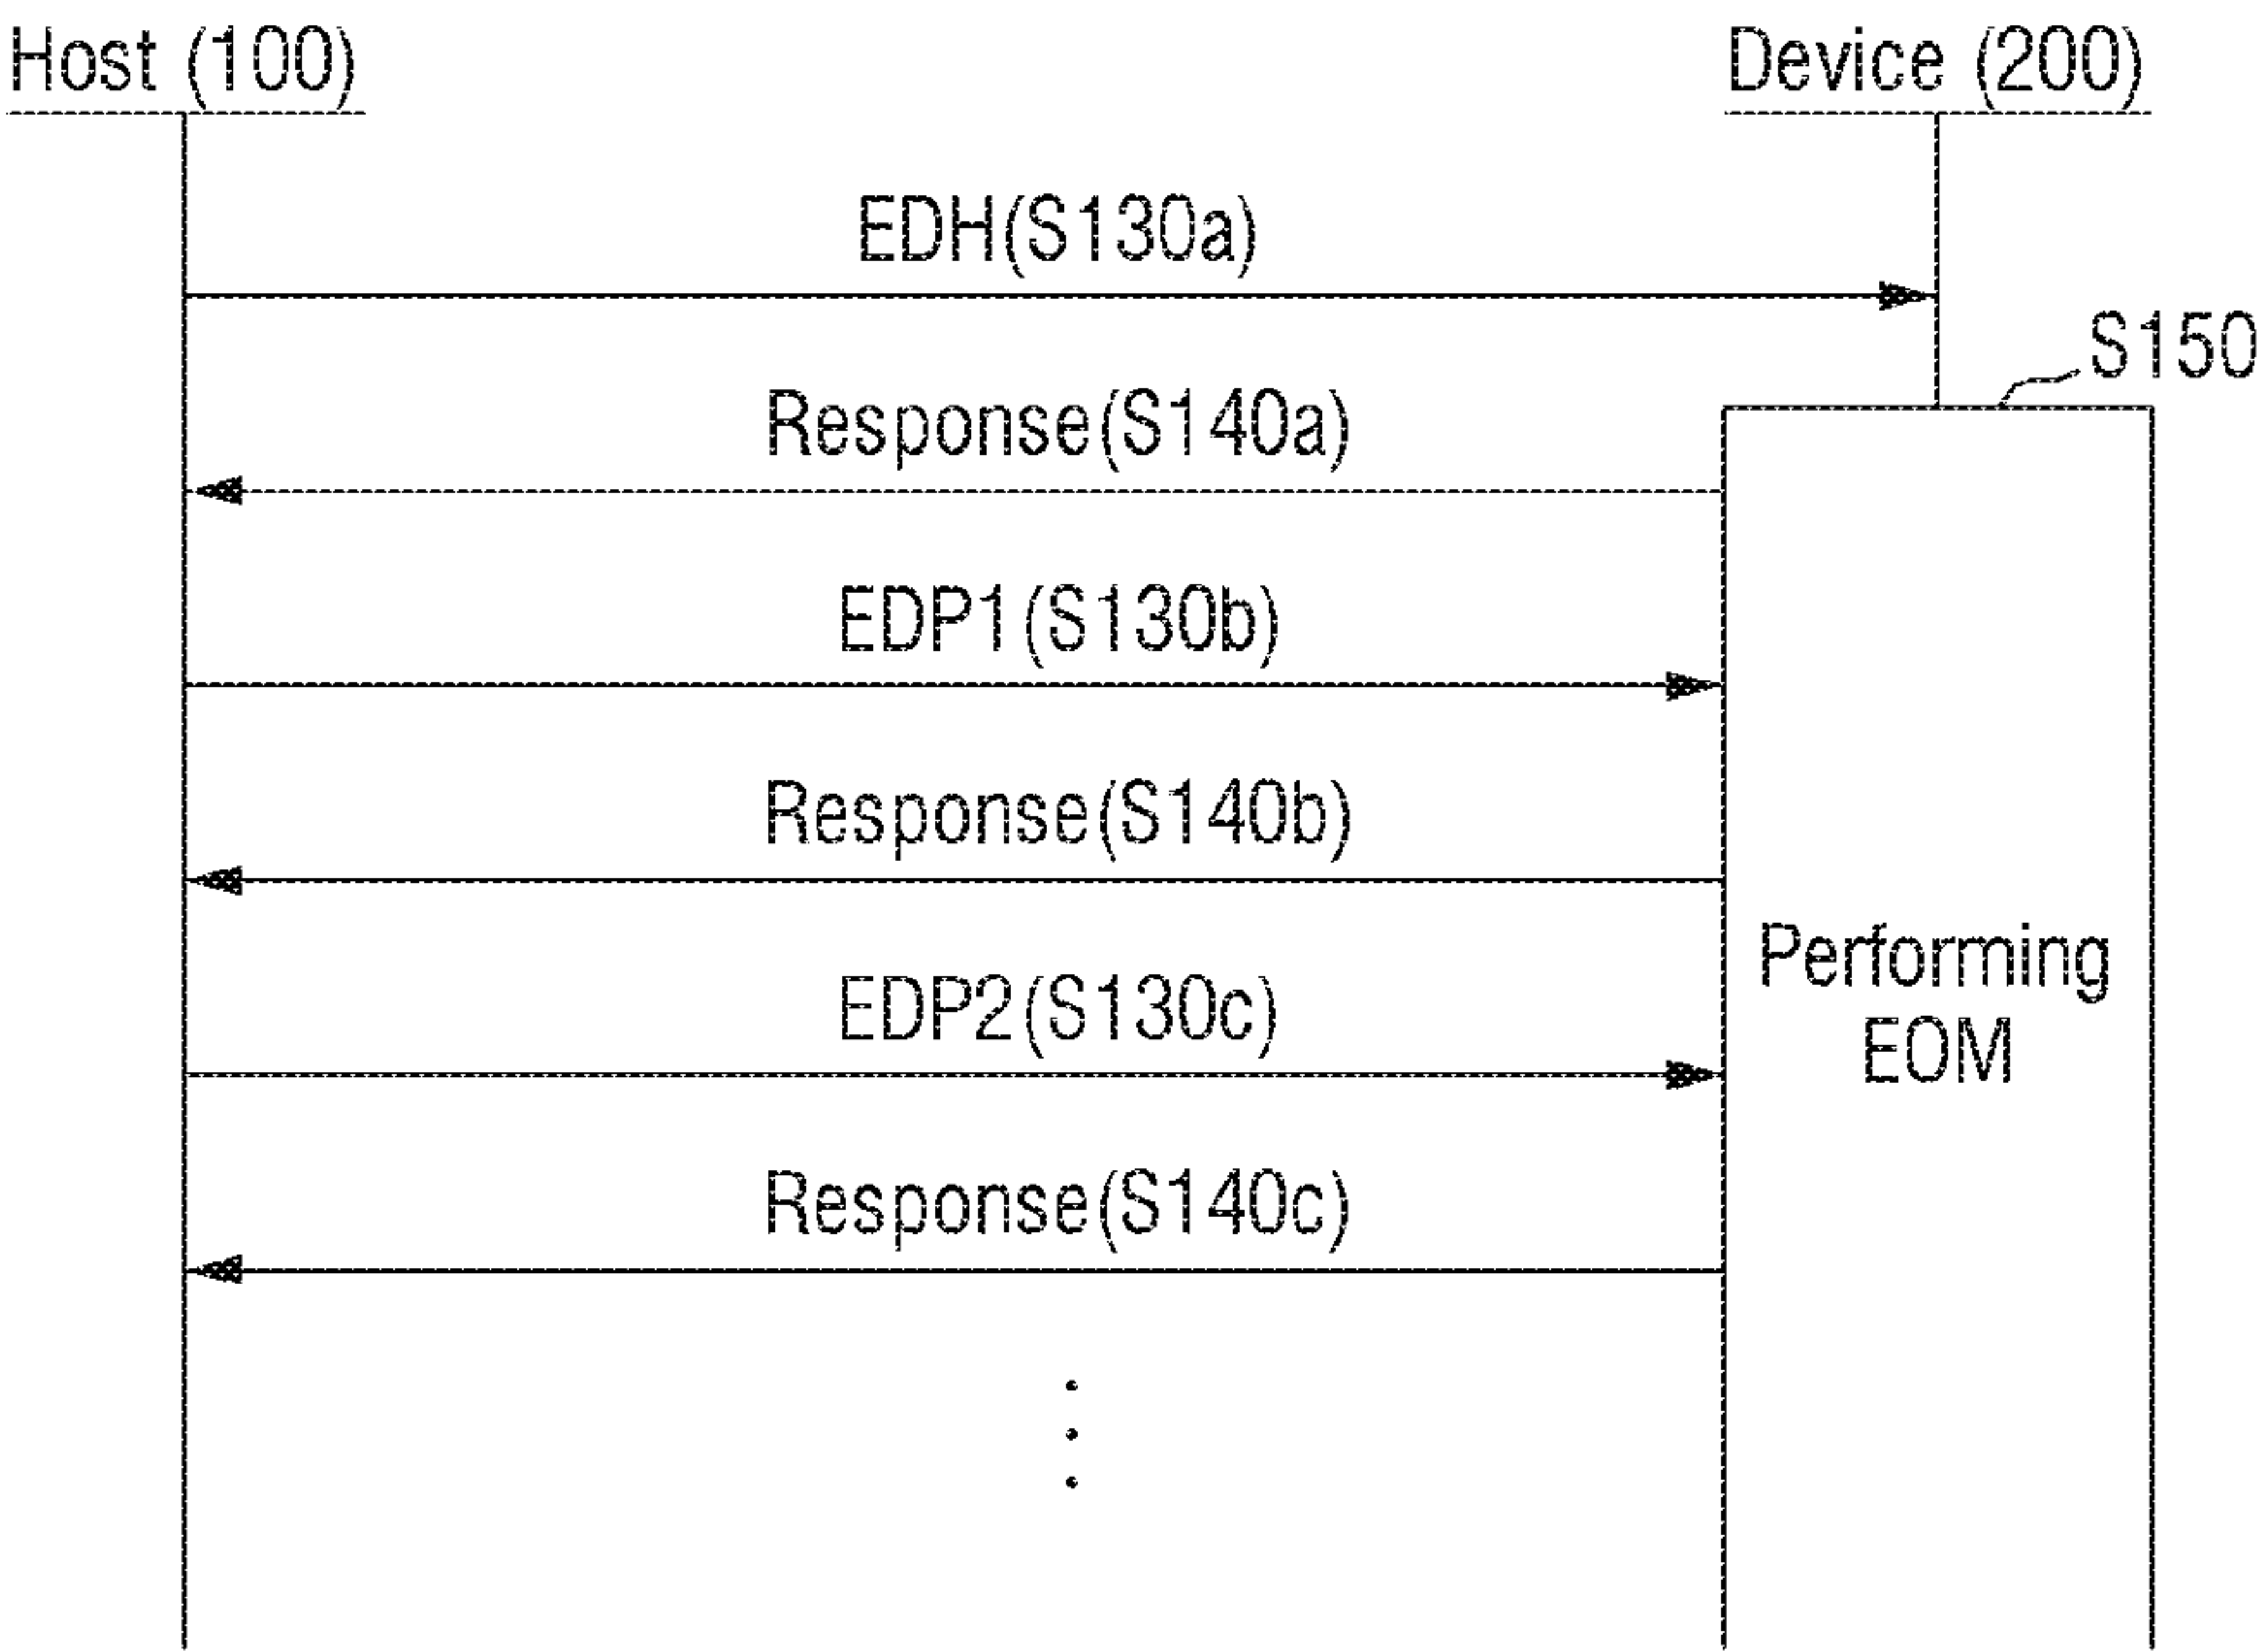 Host (100)
Device (200)
EDH(S130a)
S150
Response(S140a)
EDP1(S130b)
Response(S140b)
Performing
EOM
EDP2(S130c)
Response(S140c)